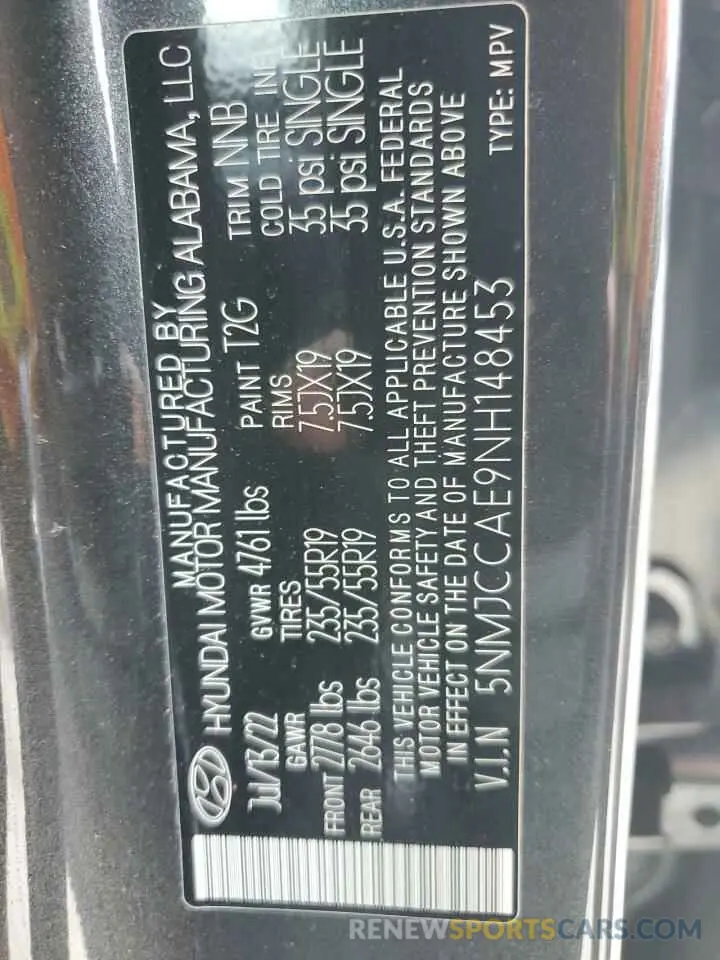 MANUFACTURED BY
HYUNDAI MOTOR MANUFACTURING ALABAMA, LLC
Jul/13/22 GVWR 4761 lbs PAINT T2G TRIM NNB
GAWR TIRES RIMS COLD TIRE INFL
FRONT 2778 lbs 235/55R19 7.5JX19 35 psi SINGLE
REAR 2646 lbs 235/55R19 7.5JX19 35 psi SINGLE
THIS VEHICLE CONFORMS TO ALL APPLICABLE U.S.A. FEDERAL
MOTOR VEHICLE SAFETY AND THEFT PREVENTION STANDARDS
IN EFFECT ON THE DATE OF MANUFACTURE SHOWN ABOVE
V.I.N 5NMJCCAE9NH148453 TYPE: MPV
RENEWSPORTSCARS.COM